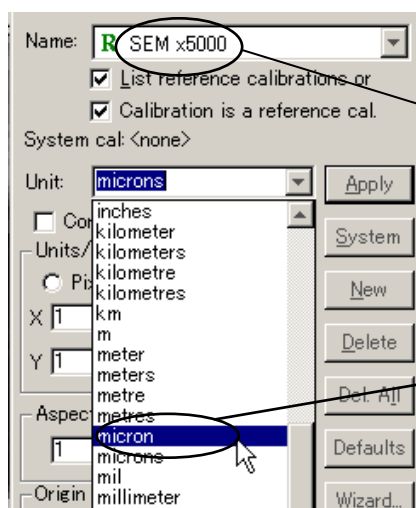 Name: R SEM x5000
List reference calibrations or
Calibration is a reference cal.
System cal: <none>
Unit: microns Apply
inches
kilometer
System
Units/
kilometers
kilometre
kilometres
New
X 1
km
m
Delete
Y 1
meter
meters
metre
Del. All
Aspect
metres
micron
1
microns
Defaults
mil
Origin
millimeter
Wizard...